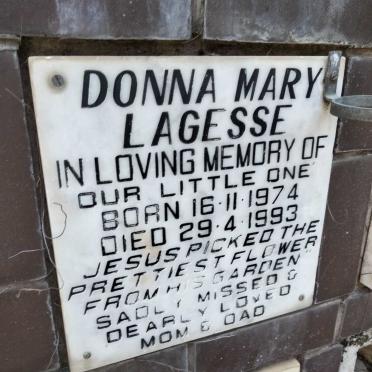 DONNA MARY
LAGESSE
IN LOVING MEMORY OF
OUR LITTLE ONE
BORN 16·11·1974
DIED 29·4·1993
"JESUS PICKED THE
PRETTIEST FLOWER
FROM HIS GARDEN"
SADLY MISSED &
DEARLY LOVED
MOM & DAD